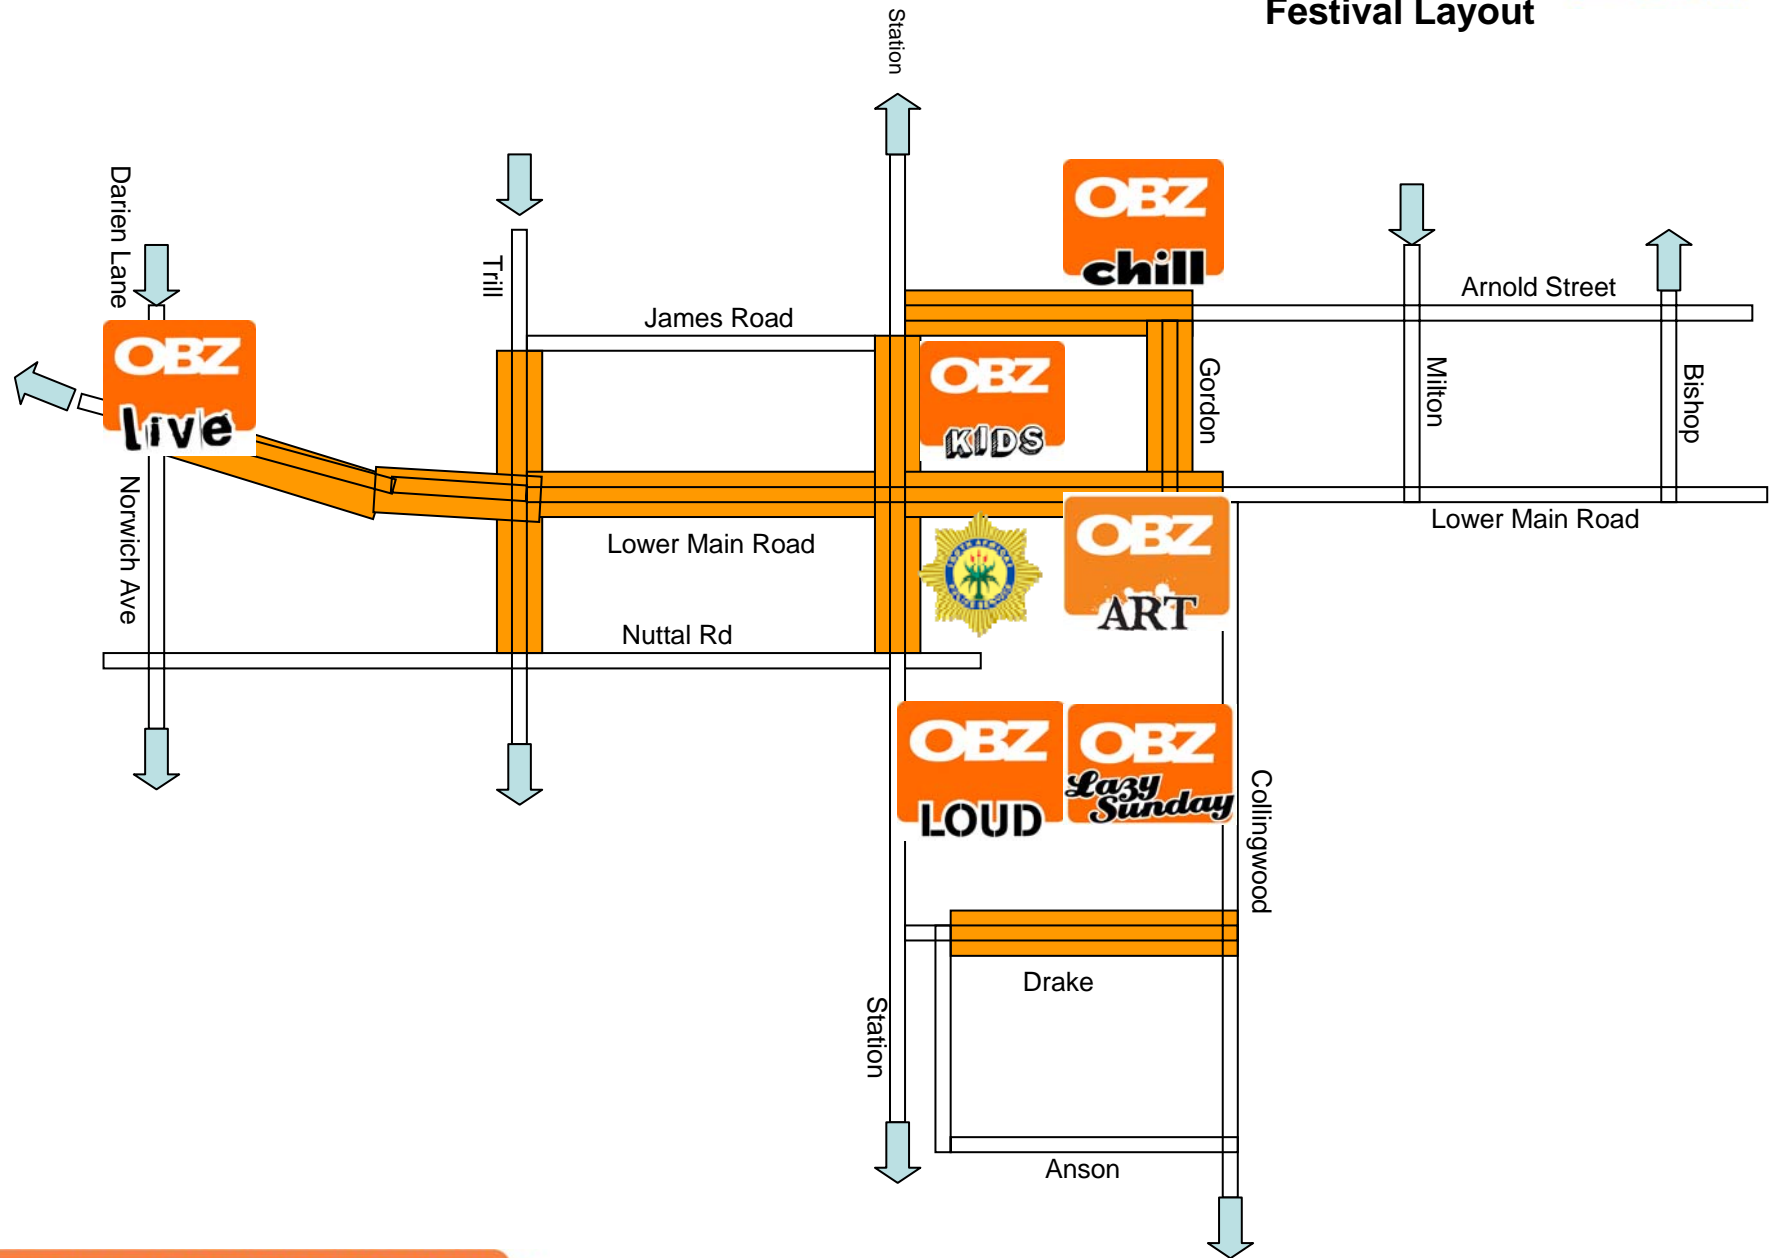 Festival Layout
Station
Darien Lane
Trill
OBZ
chill
Arnold Street
James Road
OBZ
live
OBZ
KIDS
Gordon
Milton
Bishop
Norwich Ave
Lower Main Road
Lower Main Road
OBZ
ART
Nuttal Rd
OBZ
LOUD
OBZ
Lazy
Sunday
Collingwood
Drake
Station
Anson